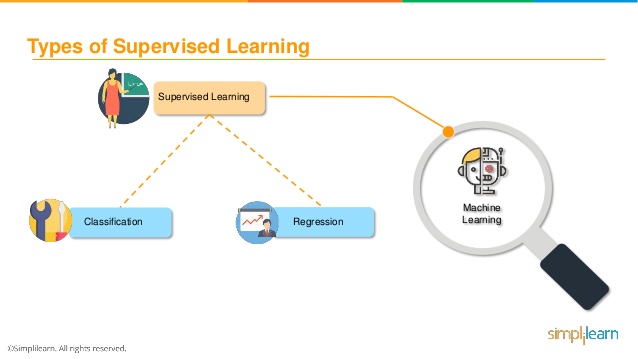 Types of Supervised Learning
Supervised Learning
Classification
Regression
Machine
Learning
simplilearn
©Simplilearn. All rights reserved.